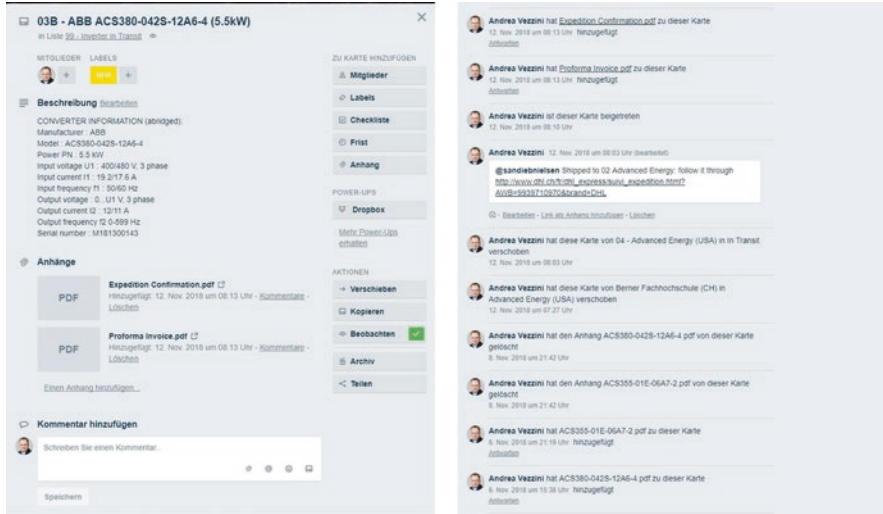 03B - ABB ACS380-042S-12A6-4 (5.5kW)
in Liste 99 - Inverter in Transit
MITGLIEDER LABELS
Beschreibung Bearbeiten
CONVERTER INFORMATION (abridged):
Manufacturer : ABB
Model : ACS380-042S-12A6-4
Power PN : 5.5 kW
Input voltage U1 : 400/480 V, 3 phase
Input current I1 : 19.2/17.6 A
Input frequency f1 : 50/60 Hz
Output voltage : 0...U1 V, 3 phase
Output current I2 : 12/11 A
Output frequency f2 0-599 Hz
Serial number : M181300143
Anhänge
PDF
Expedition Confirmation.pdf
Hinzugefügt: 12. Nov. 2018 um 08:13 Uhr - Kommentare -
Löschen
PDF
Proforma Invoice.pdf
Hinzugefügt: 12. Nov. 2018 um 08:13 Uhr - Kommentare -
Löschen
Einen Anhang hinzufügen...
Kommentar hinzufügen
Schreiben Sie einen Kommentar...
Speichern
ZU KARTE HINZUFÜGEN
Mitglieder
Labels
Checkliste
Frist
Anhang
POWER-UPS
Dropbox
Mehr Power-Ups
erhalten
AKTIONEN
Verschieben
Kopieren
Beobachten
Archiv
Teilen
Andrea Vezzini hat Expedition Confirmation.pdf zu dieser Karte
12. Nov. 2018 um 08:13 Uhr hinzugefügt
Antworten
Andrea Vezzini hat Proforma Invoice.pdf zu dieser Karte
12. Nov. 2018 um 08:13 Uhr hinzugefügt
Antworten
Andrea Vezzini ist dieser Karte beigetreten
12. Nov. 2018 um 08:10 Uhr
Andrea Vezzini 12. Nov. 2018 um 08:03 Uhr (bearbeitet)
@sandiebnielsen Shipped to 02 Advanced Energy: follow it through
http://www.dhl.ch/fr/dhl_express/suivi_expedition.html?
AWB=9939710970&brand=DHL
- Bearbeiten - Link als Anhang hinzufügen - Löschen
Andrea Vezzini hat diese Karte von 04 - Advanced Energy (USA) in In Transit
verschoben
12. Nov. 2018 um 08:03 Uhr
Andrea Vezzini hat diese Karte von Berner Fachhochschule (CH) in
Advanced Energy (USA) verschoben
12. Nov. 2018 um 07:27 Uhr
Andrea Vezzini hat den Anhang ACS380-042S-12A6-4.pdf von dieser Karte
gelöscht
8. Nov. 2018 um 21:42 Uhr
Andrea Vezzini hat den Anhang ACS355-01E-06A7-2.pdf von dieser Karte
gelöscht
8. Nov. 2018 um 21:42 Uhr
Andrea Vezzini hat ACS355-01E-06A7-2.pdf zu dieser Karte
6. Nov. 2018 um 21:19 Uhr hinzugefügt
Antworten
Andrea Vezzini hat ACS380-042S-12A6-4.pdf zu dieser Karte
6. Nov. 2018 um 15:38 Uhr hinzugefügt
Antworten